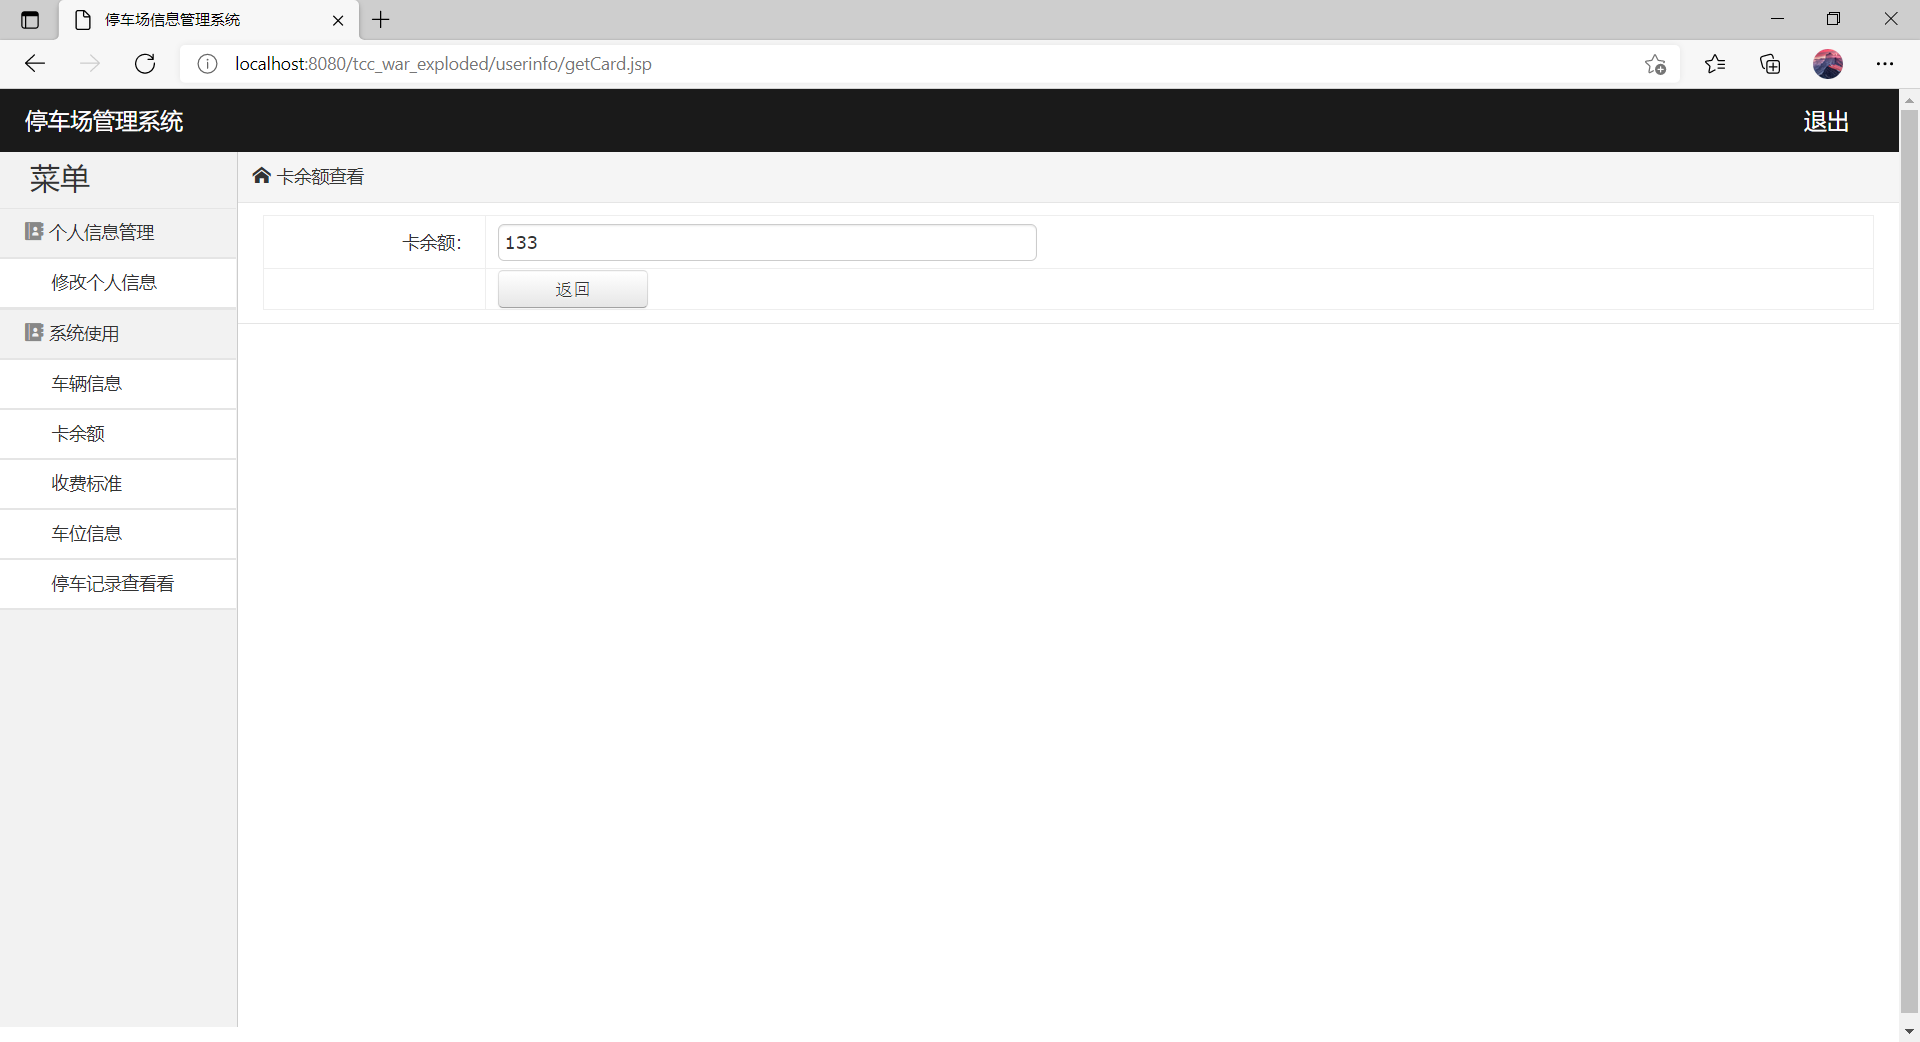 停车场信息管理系统
localhost:8080/tcc_war_exploded/userinfo/getCard.jsp
停车场管理系统
退出
菜单
卡余额查看
个人信息管理
卡余额：
133
修改个人信息
返回
系统使用
车辆信息
卡余额
收费标准
车位信息
停车记录查看看